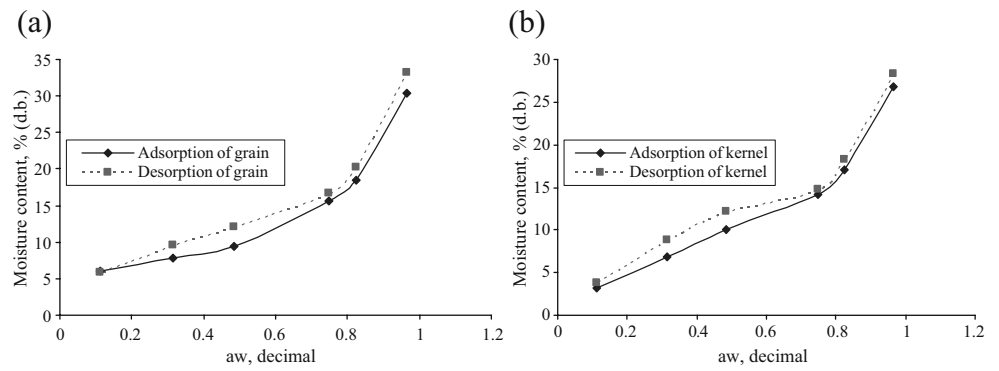 (a)
Moisture content, % (d.b.)
35
30
25
20
15
10
5
0
Adsorption of grain
Desorption of grain
0 0.2 0.4 0.6 0.8 1 1.2
aw, decimal
(b)
Moisture content, % (d.b.)
30
25
20
15
10
5
0
Adsorption of kernel
Desorption of kernel
0 0.2 0.4 0.6 0.8 1 1.2
aw, decimal